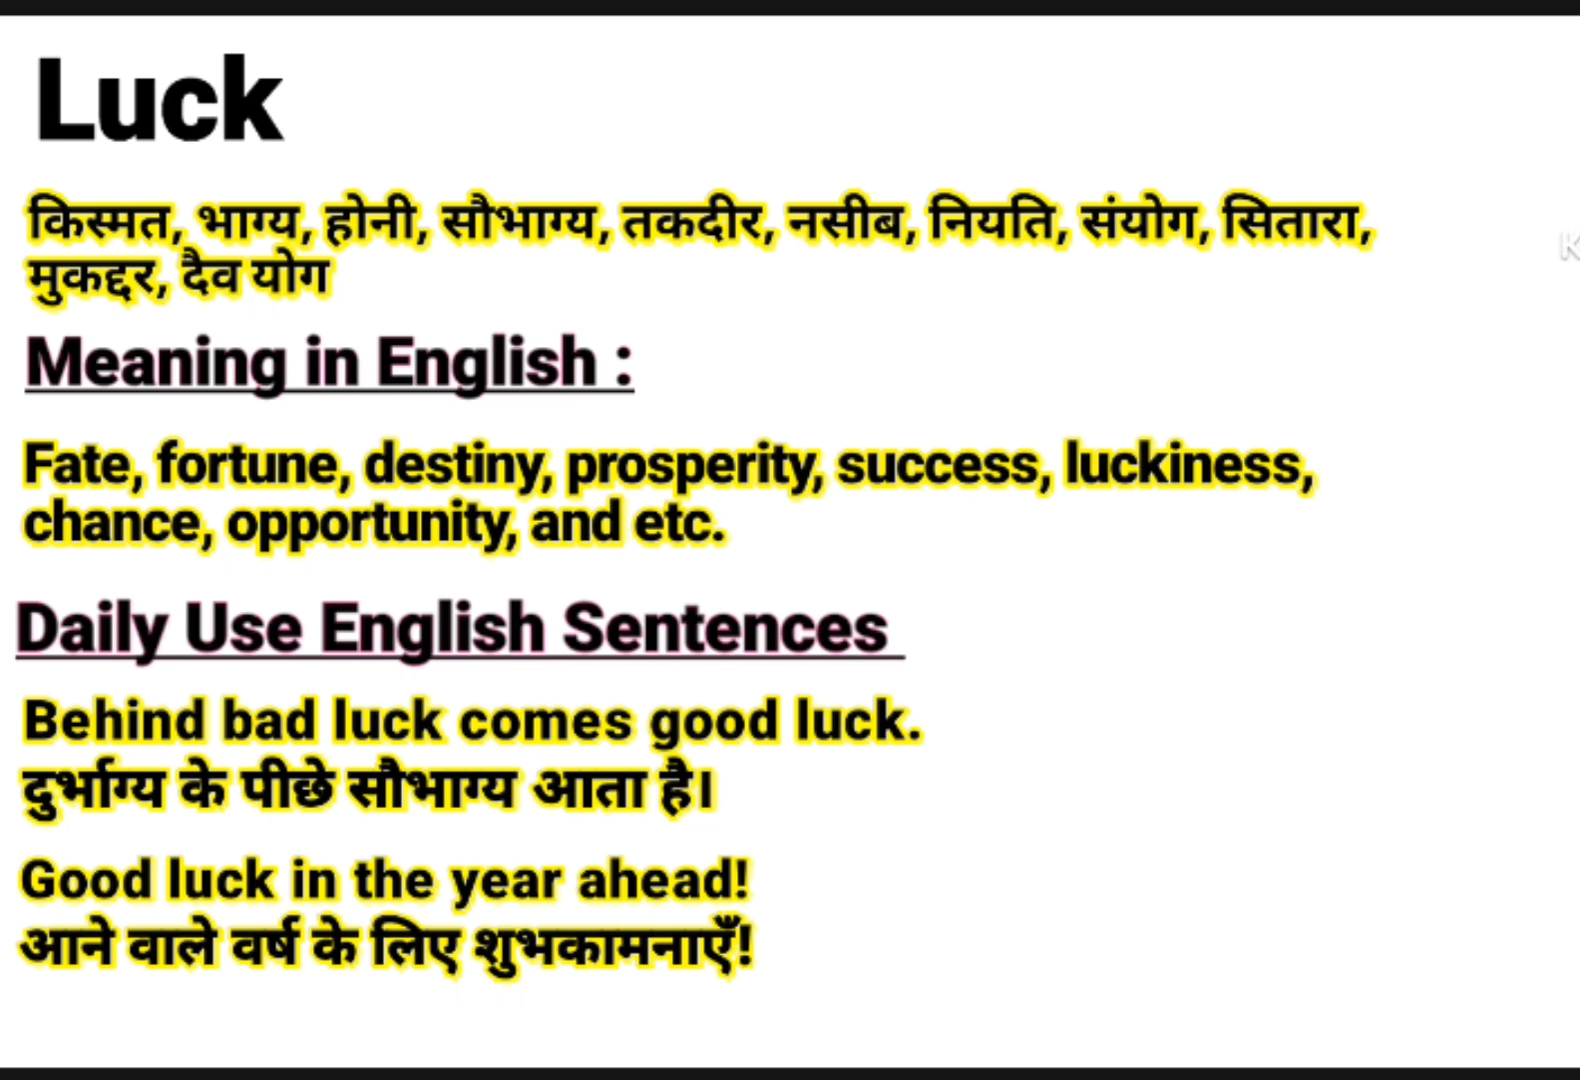 Luck
किस्मत, भाग्य, होनी, सौभाग्य, तकदीर, नसीब, नियति, संयोग, सितारा,
मुकद्दर, दैव योग
Meaning in English :
Fate, fortune, destiny, prosperity, success, luckiness,
chance, opportunity, and etc.
Daily Use English Sentences
Behind bad luck comes good luck.
दुर्भाग्य के पीछे सौभाग्य आता है।
Good luck in the year ahead!
आने वाले वर्ष के लिए शुभकामनाएँ!